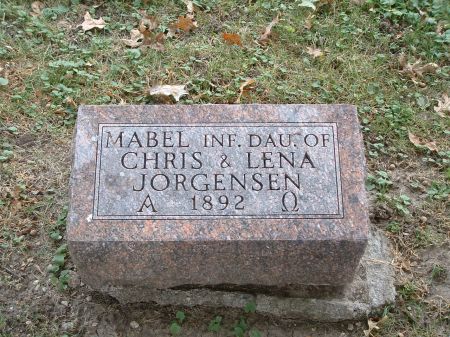 MABEL INF. DAU. OF
CHRIS & LENA
JORGENSEN
A 1892 Ω